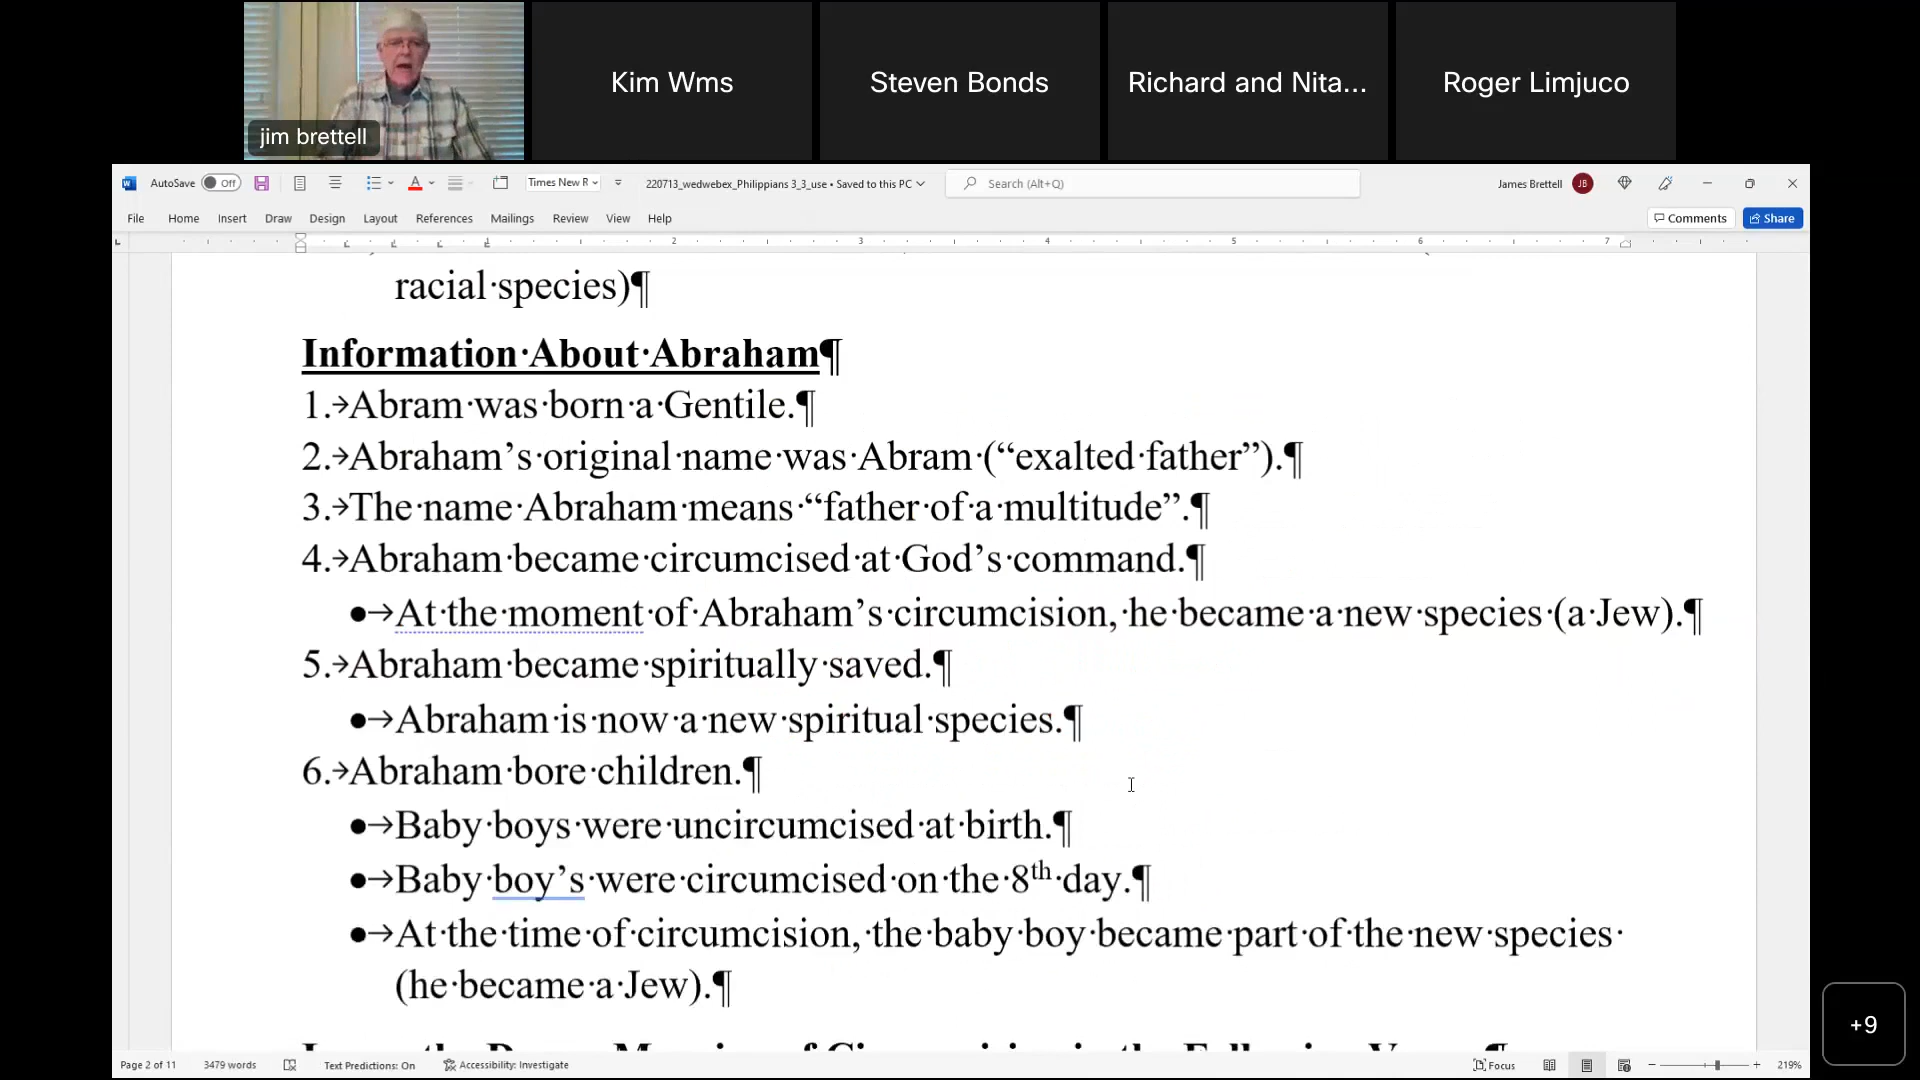 Kim Wms
Steven Bonds
Richard and Nita...
Roger Limjuco
jim brettell
AutoSave Off
Times New R
220713_wedwebex_Philippians 3_3_use • Saved to this PC
Search (Alt+Q)
James Brettell JB
File Home Insert Draw Design Layout References Mailings Review View Help
Comments Share
2 3 4 5 6 7
racial·species)¶
Information·About·Abraham¶
1.→Abram·was·born·a·Gentile.¶
2.→Abraham’s·original·name·was·Abram·(“exalted·father”).¶
3.→The·name·Abraham·means·“father·of·a·multitude”.¶
4.→Abraham·became·circumcised·at·God’s·command.¶
●→At·the·moment·of·Abraham’s·circumcision,·he·became·a·new·species·(a·Jew).¶
5.→Abraham·became·spiritually·saved.¶
●→Abraham·is·now·a·new·spiritual·species.¶
6.→Abraham·bore·children.¶
●→Baby·boys·were·uncircumcised·at·birth.¶
●→Baby·boy’s·were·circumcised·on·the·8th·day.¶
●→At·the·time·of·circumcision,·the·baby·boy·became·part·of·the·new·species·
(he·became·a·Jew).¶
+9
Page 2 of 11 3479 words Text Predictions: On Accessibility: Investigate Focus 219%